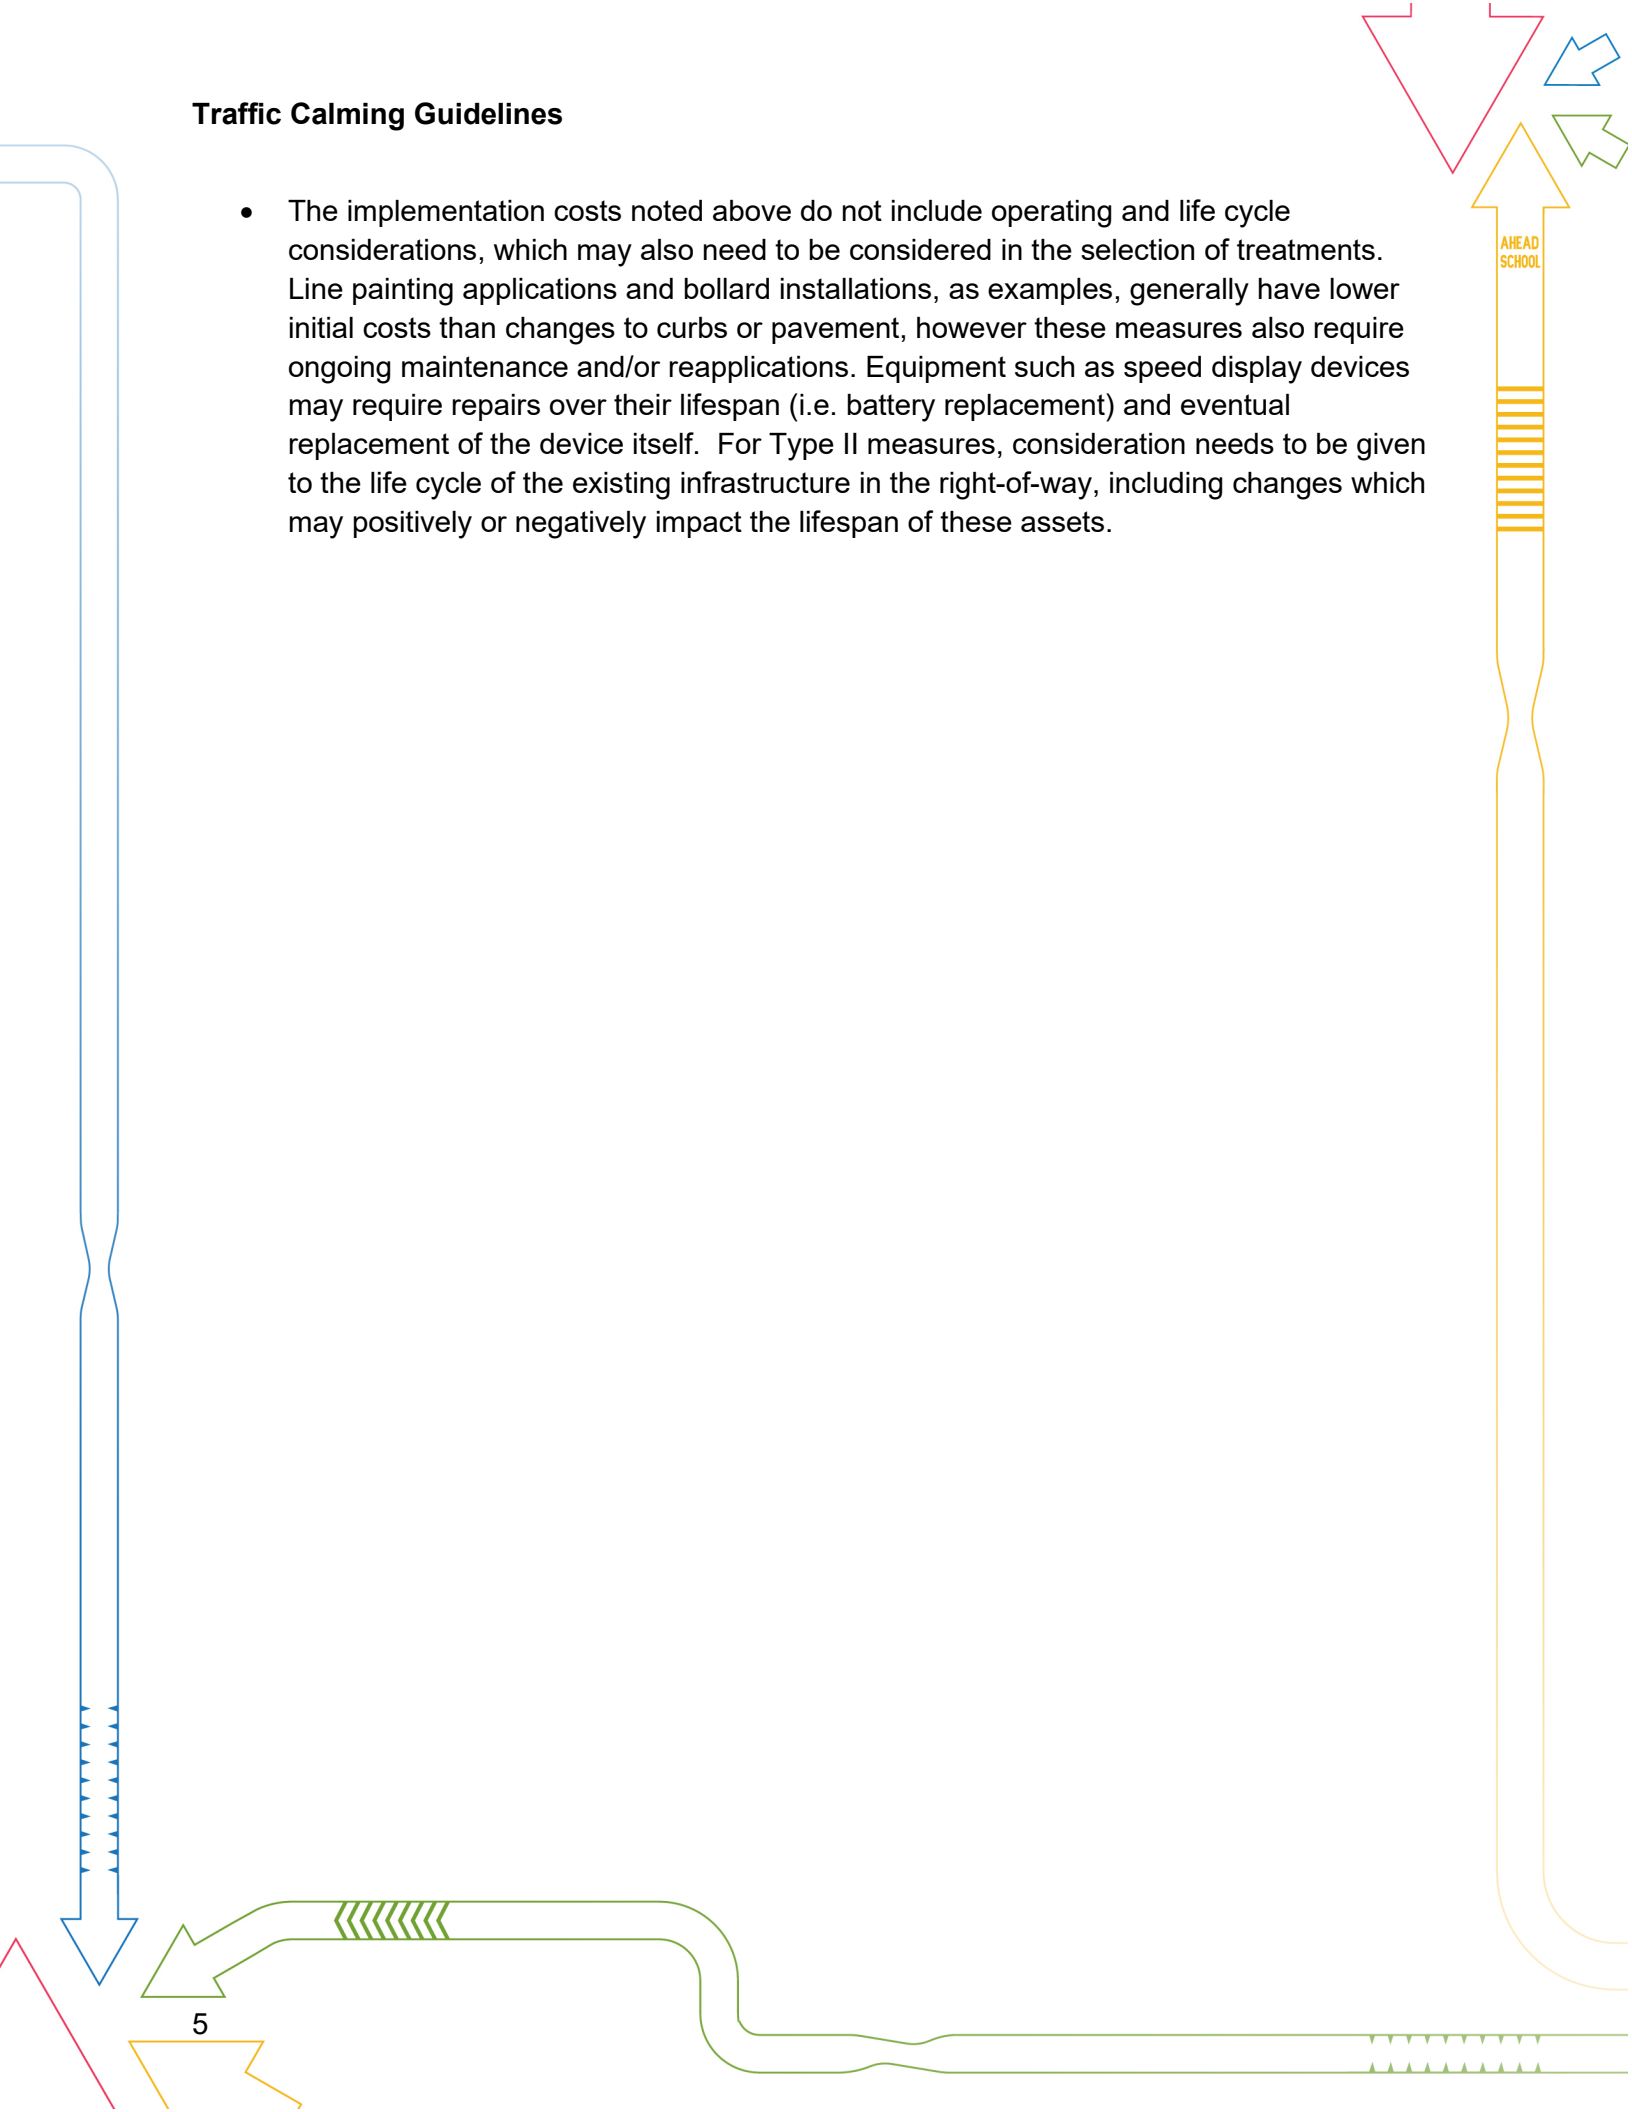 Traffic Calming Guidelines
• The implementation costs noted above do not include operating and life cycle
considerations, which may also need to be considered in the selection of treatments.
Line painting applications and bollard installations, as examples, generally have lower
initial costs than changes to curbs or pavement, however these measures also require
ongoing maintenance and/or reapplications. Equipment such as speed display devices
may require repairs over their lifespan (i.e. battery replacement) and eventual
replacement of the device itself.  For Type II measures, consideration needs to be given
to the life cycle of the existing infrastructure in the right-of-way, including changes which
may positively or negatively impact the lifespan of these assets.
AHEAD
SCHOOL
5